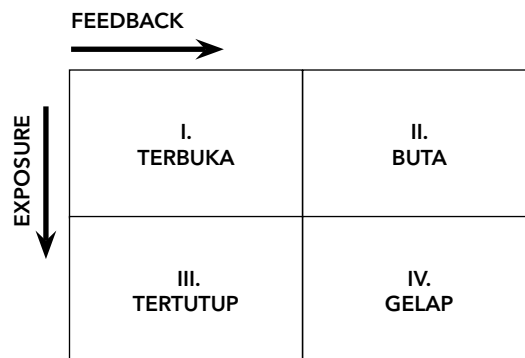 FEEDBACK
EXPOSURE
I.
TERBUKA
II.
BUTA
III.
TERTUTUP
IV.
GELAP